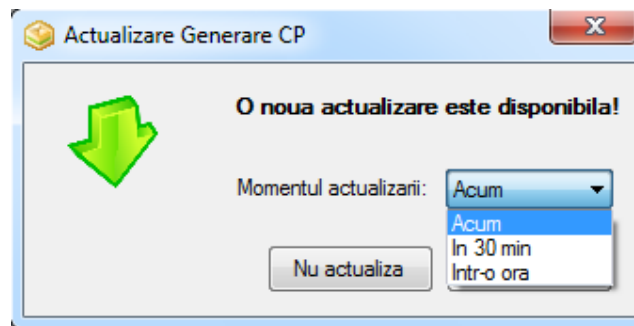 Actualizare Generare CP
O noua actualizare este disponibila!
Momentul actualizarii: Acum
Acum
In 30 min
Intr-o ora
Nu actualiza